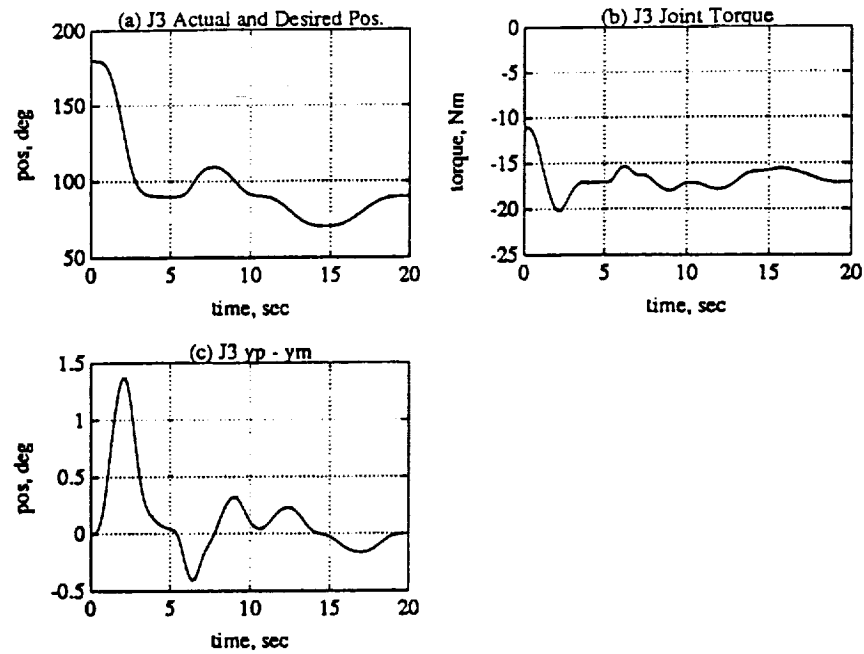 (a) J3 Actual and Desired Pos.
200
150
100
50
pos, deg
0 5 10 15 20
time, sec
(b) J3 Joint Torque
0
-5
-10
-15
-20
-25
torque, Nm
0 5 10 15 20
time, sec
(c) J3 yp - ym
1.5
1
0.5
0
-0.5
pos, deg
0 5 10 15 20
time, sec